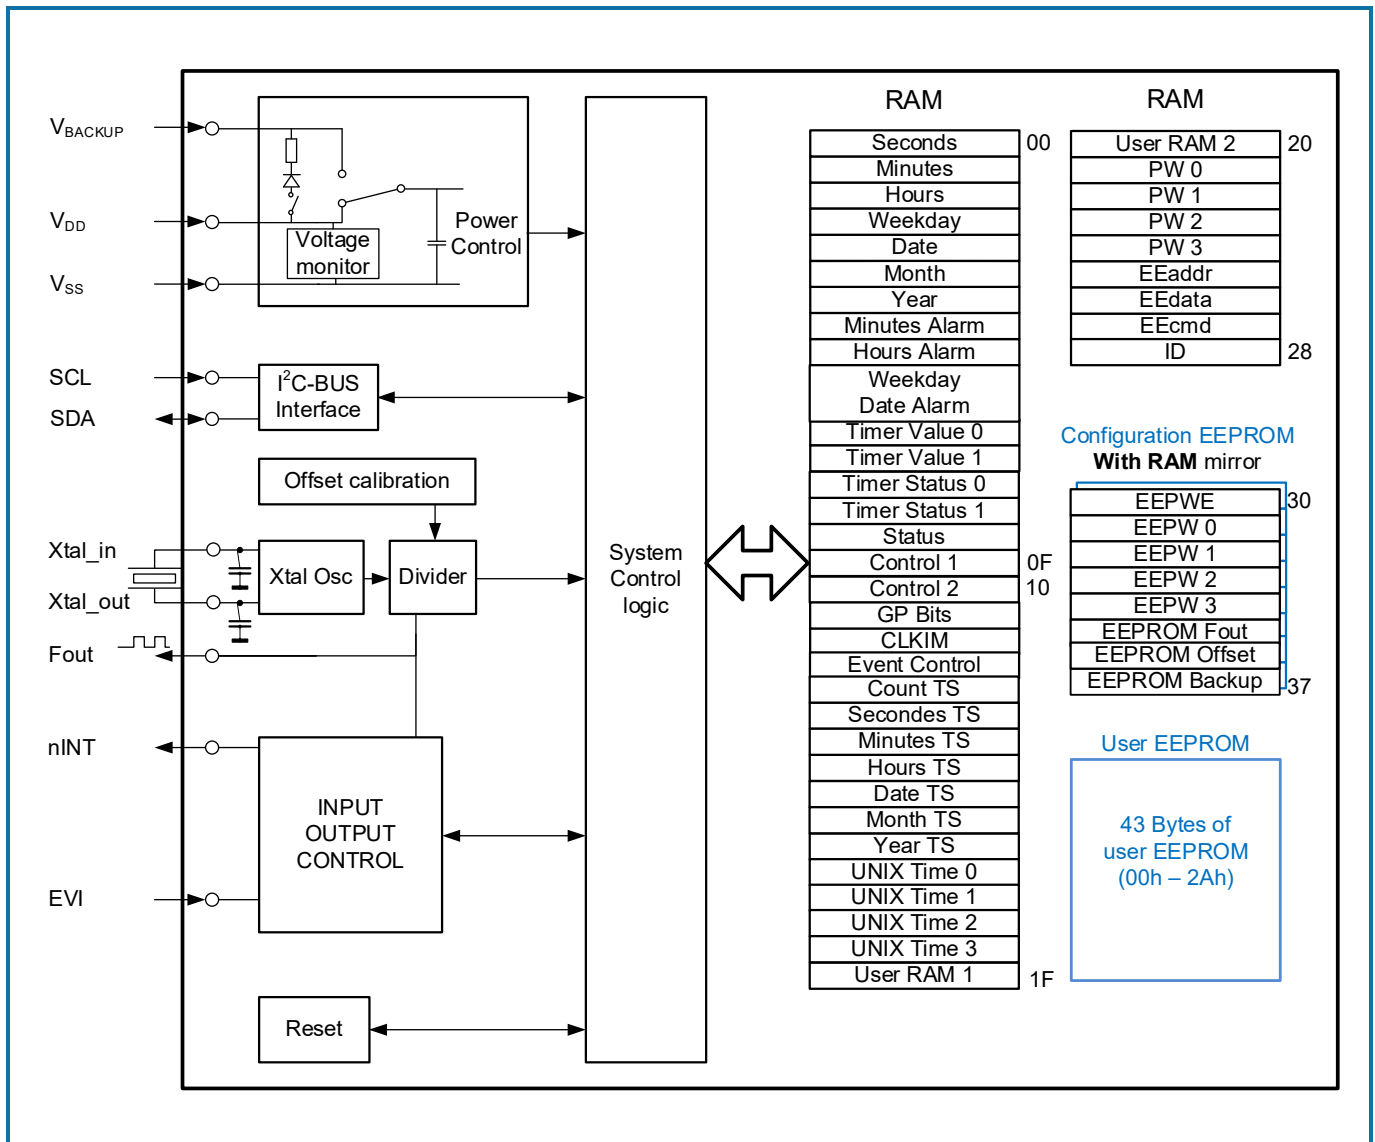 V_BACKUP
V_DD
V_SS
SCL
SDA
Xtal_in
Xtal_out
Fout
nINT
EVI
Voltage
monitor
Power
Control
I²C-BUS
Interface
Offset calibration
Xtal Osc
Divider
INPUT
OUTPUT
CONTROL
Reset
System
Control
logic
RAM
Seconds 00
Minutes
Hours
Weekday
Date
Month
Year
Minutes Alarm
Hours Alarm
Weekday
Date Alarm
Timer Value 0
Timer Value 1
Timer Status 0
Timer Status 1
Status
Control 1 0F
Control 2 10
GP Bits
CLKIM
Event Control
Count TS
Secondes TS
Minutes TS
Hours TS
Date TS
Month TS
Year TS
UNIX Time 0
UNIX Time 1
UNIX Time 2
UNIX Time 3
User RAM 1 1F
RAM
User RAM 2 20
PW 0
PW 1
PW 2
PW 3
EEaddr
EEdata
EEcmd
ID 28
Configuration EEPROM
With RAM mirror
EEPWE 30
EEPW 0
EEPW 1
EEPW 2
EEPW 3
EEPROM Fout
EEPROM Offset
EEPROM Backup 37
User EEPROM
43 Bytes of
user EEPROM
(00h – 2Ah)